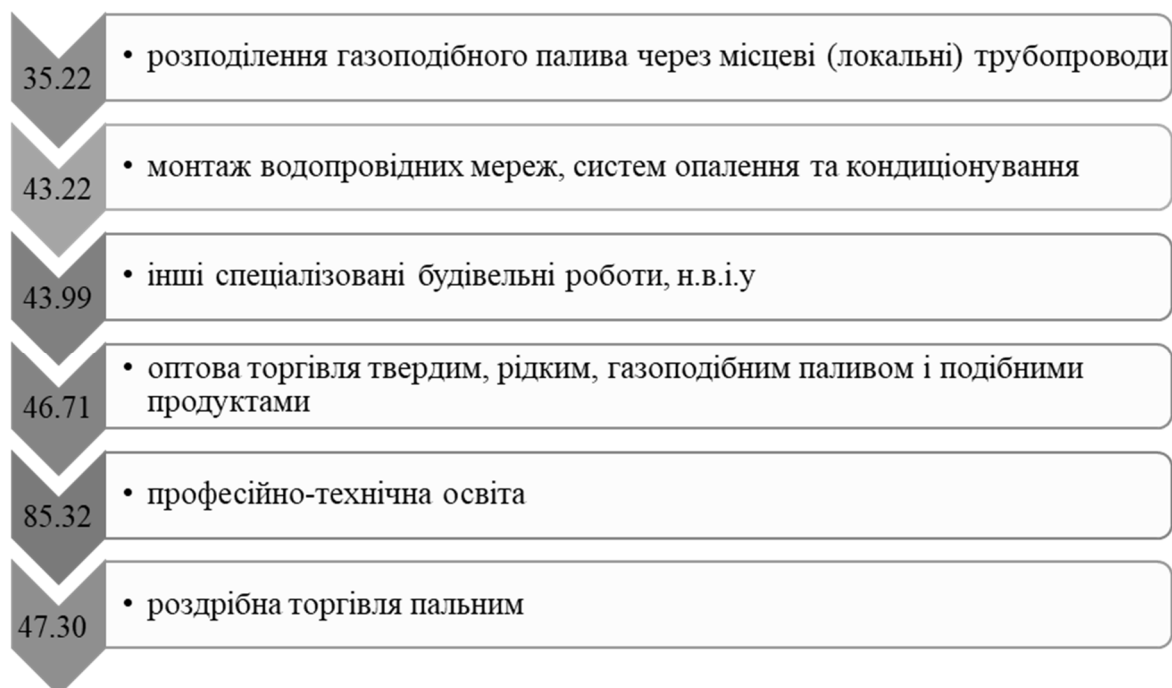 35.22
• розподілення газоподібного палива через місцеві (локальні) трубопроводи
43.22
• монтаж водопровідних мереж, систем опалення та кондиціонування
43.99
• інші спеціалізовані будівельні роботи, н.в.і.у
46.71
• оптова торгівля твердим, рідким, газоподібним паливом і подібними
продуктами
85.32
• професійно-технічна освіта
47.30
• роздрібна торгівля пальним